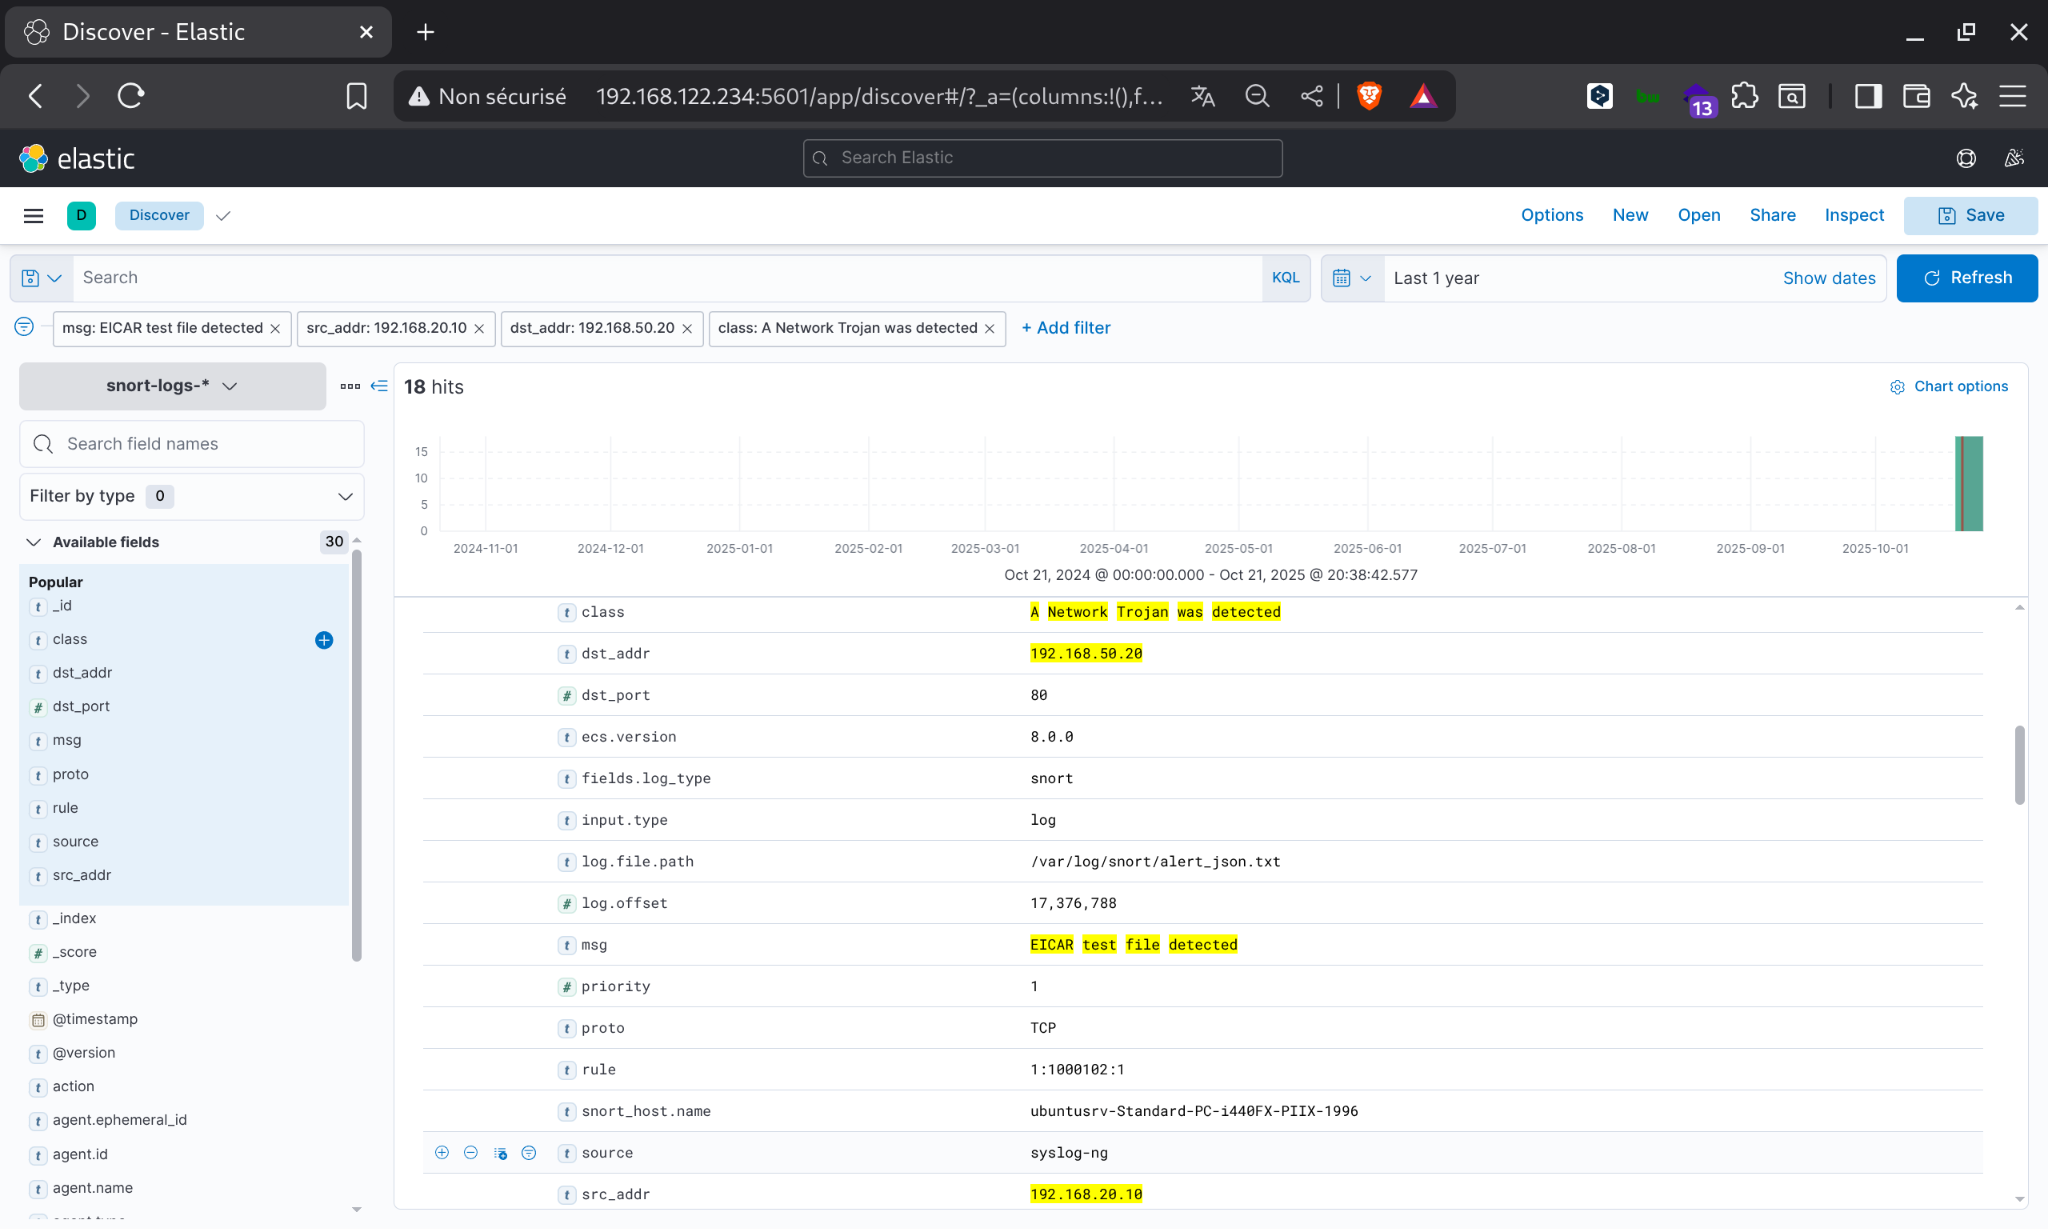 Discover - Elastic
Non sécurisé 192.168.122.234:5601/app/discover#/?_a=(columns:!(),f...
bw
13
elastic
Search Elastic
D Discover
Options New Open Share Inspect Save
Search KQL Last 1 year Show dates Refresh
msg: EICAR test file detected src_addr: 192.168.20.10 dst_addr: 192.168.50.20 class: A Network Trojan was detected + Add filter
snort-logs-*
Search field names
Filter by type 0
Available fields 30
Popular
t _id
t class
t dst_addr
# dst_port
t msg
t proto
t rule
t source
t src_addr
t _index
# _score
t _type
@timestamp
t @version
t action
t agent.ephemeral_id
t agent.id
t agent.name
18 hits
Chart options
15
10
5
0
2024-11-01 2024-12-01 2025-01-01 2025-02-01 2025-03-01 2025-04-01 2025-05-01 2025-06-01 2025-07-01 2025-08-01 2025-09-01 2025-10-01
Oct 21, 2024 @ 00:00:00.000 - Oct 21, 2025 @ 20:38:42.577
t class A Network Trojan was detected
t dst_addr 192.168.50.20
# dst_port 80
t ecs.version 8.0.0
t fields.log_type snort
t input.type log
t log.file.path /var/log/snort/alert_json.txt
# log.offset 17,376,788
t msg EICAR test file detected
# priority 1
t proto TCP
t rule 1:1000102:1
t snort_host.name ubuntusrv-Standard-PC-i440FX-PIIX-1996
t source syslog-ng
t src_addr 192.168.20.10